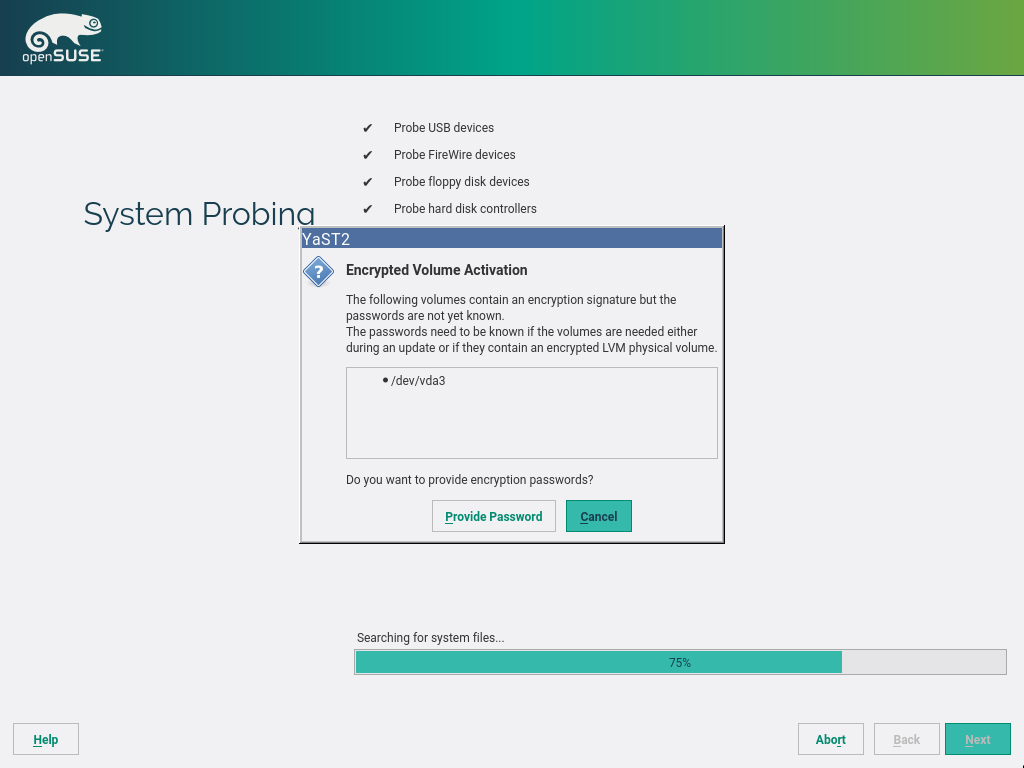 openSUSE
Probe USB devices
Probe FireWire devices
Probe floppy disk devices
Probe hard disk controllers
System Probing
YaST2
Encrypted Volume Activation
The following volumes contain an encryption signature but the
passwords are not yet known.
The passwords need to be known if the volumes are needed either
during an update or if they contain an encrypted LVM physical volume.
• /dev/vda3
Do you want to provide encryption passwords?
Provide Password
Cancel
Searching for system files...
75%
Help
Abort
Back
Next